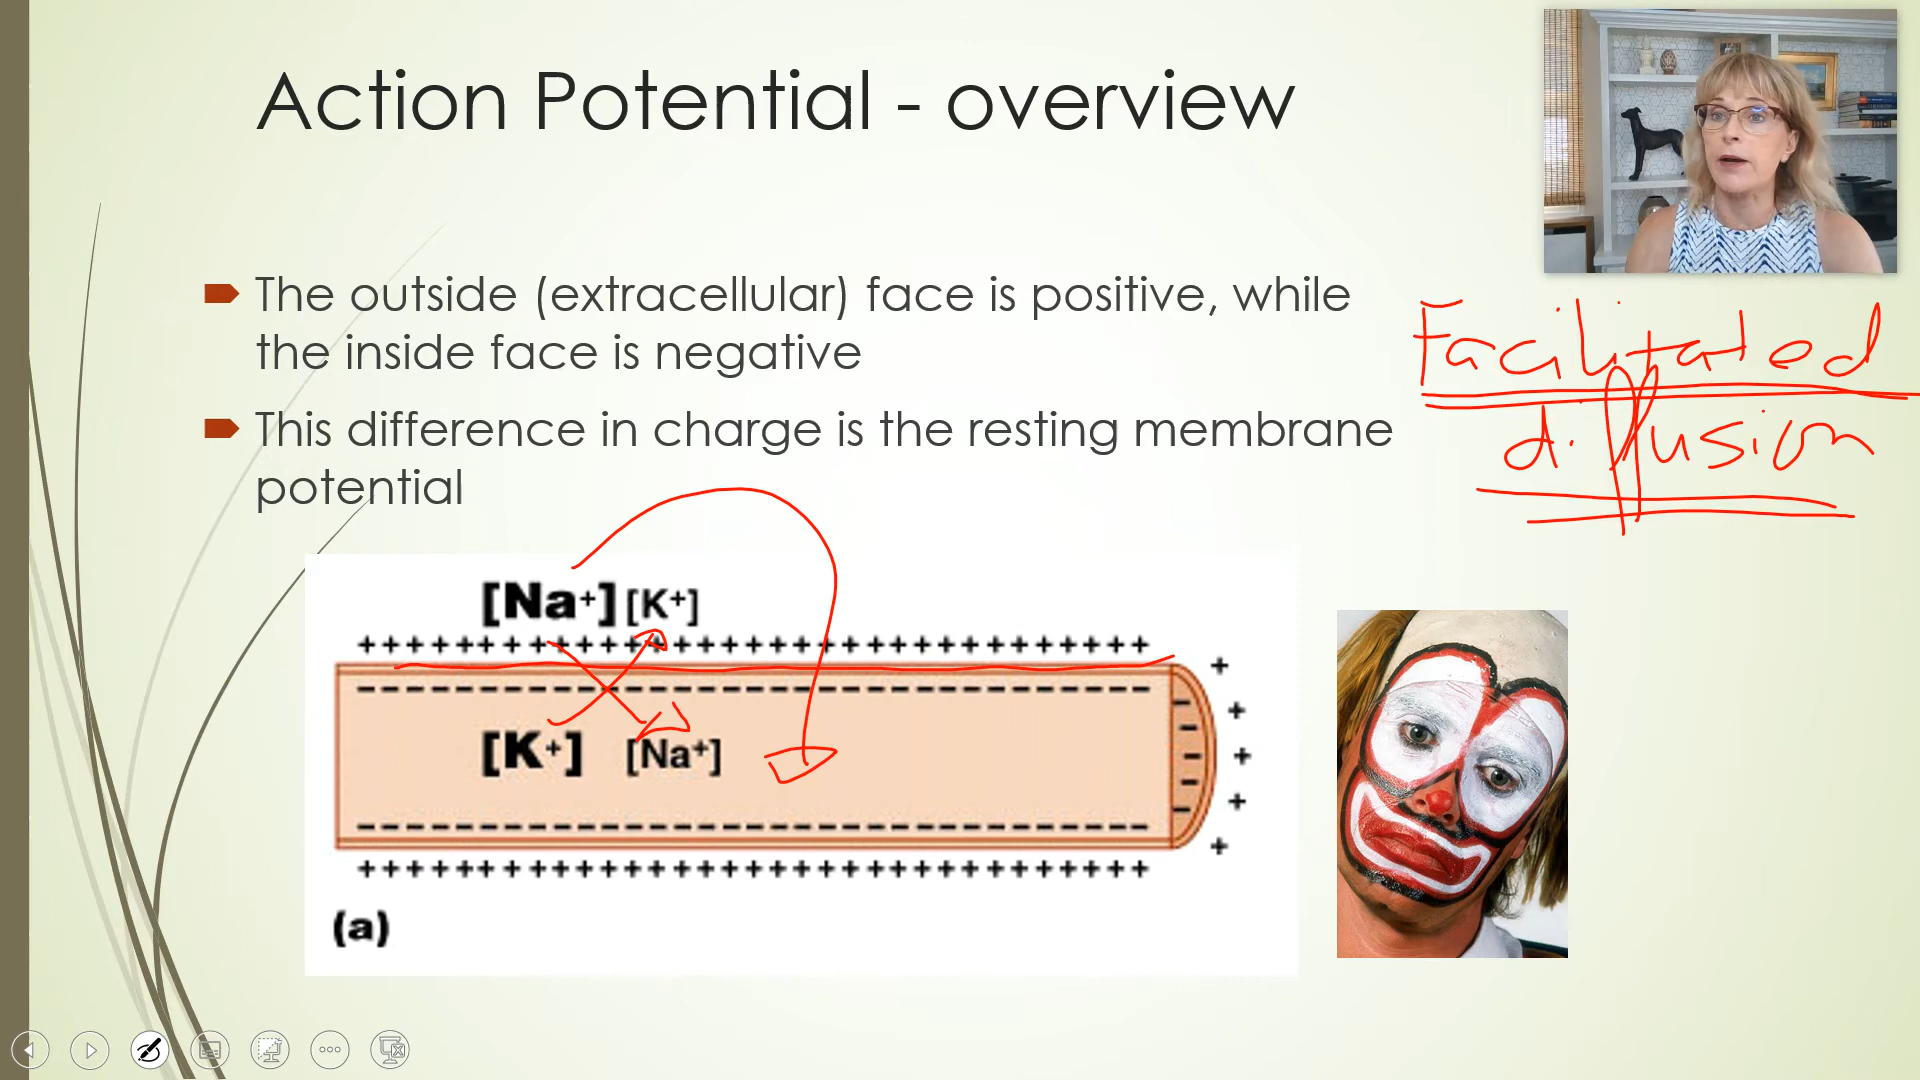 Action Potential - overview
The outside (extracellular) face is positive, while
the inside face is negative
This difference in charge is the resting membrane
potential
Facilitated
diffusion
[Na+] [K+]
+++++++++++++++++++++++++++++++++
[K+] [Na+]
+++++++++++++++++++++++++++++++++
(a)